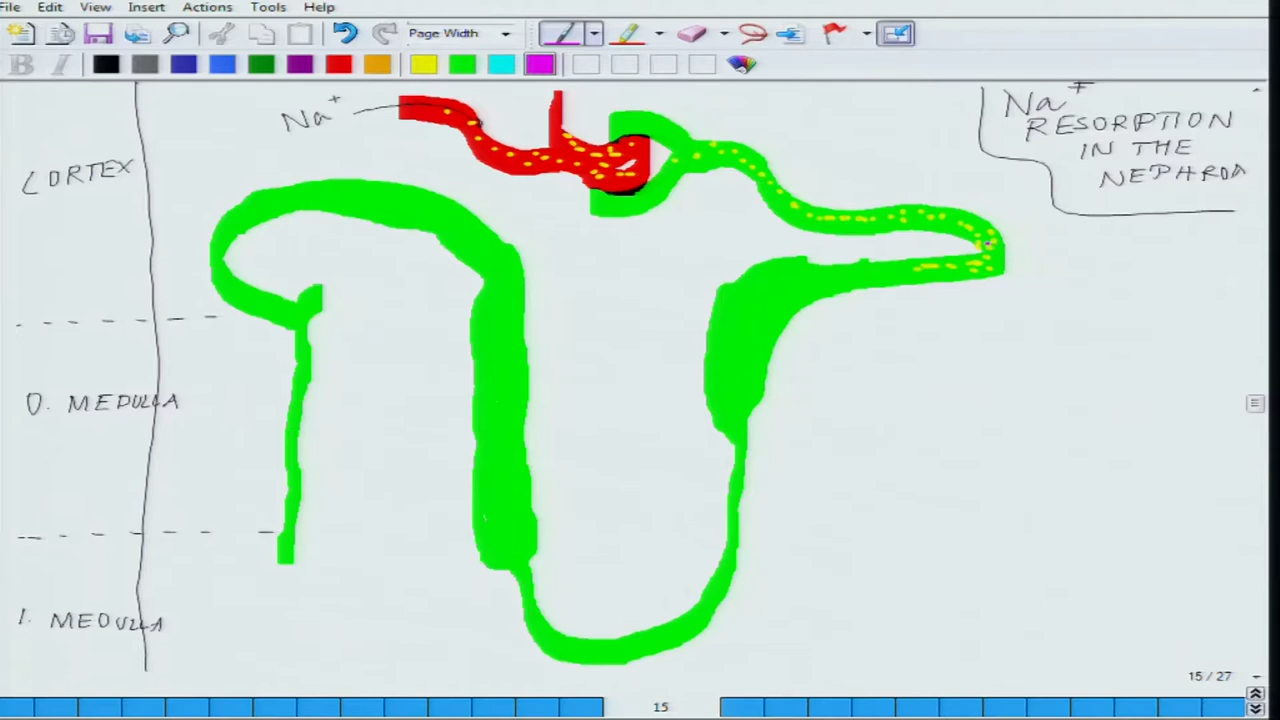 File Edit View Insert Actions Tools Help
Page Width
B I
Na+
Na+
RESORPTION
IN THE
NEPHRON
CORTEX
O. MEDULLA
I. MEDULLA
15 / 27
15